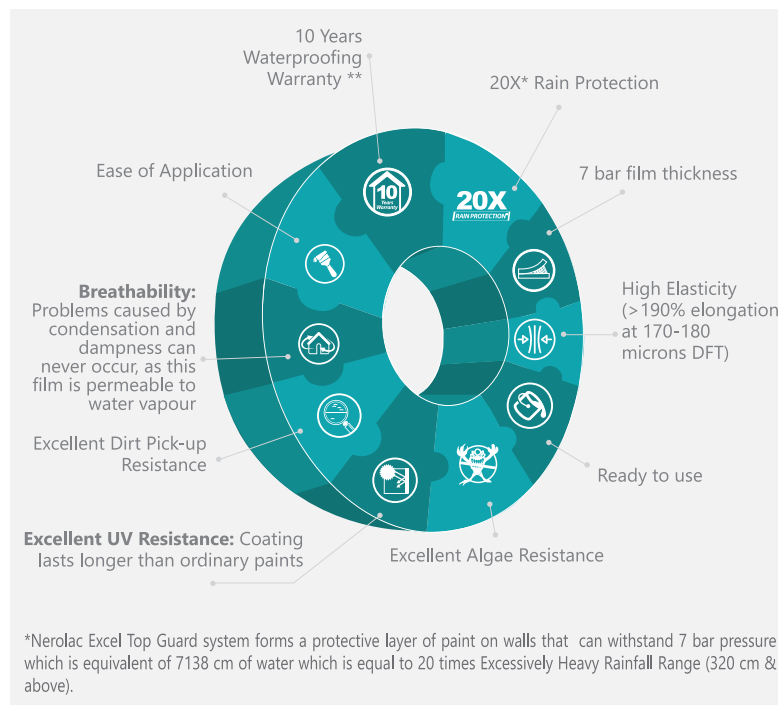 10 Years
Waterproofing
Warranty **
20X* Rain Protection
Ease of Application
7 bar film thickness
10
Years
Warranty
20X
RAIN PROTECTION*
Breathability:
Problems caused by
condensation and
dampness can
never occur, as this
film is permeable to
water vapour
High Elasticity
(>190% elongation
at 170-180
microns DFT)
Excellent Dirt Pick-up
Resistance
Ready to use
Excellent UV Resistance: Coating
lasts longer than ordinary paints
Excellent Algae Resistance
*Nerolac Excel Top Guard system forms a protective layer of paint on walls that can withstand 7 bar pressure
which is equivalent of 7138 cm of water which is equal to 20 times Excessively Heavy Rainfall Range (320 cm &
above).